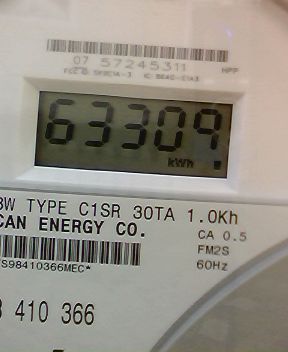 07 57245311
63309
kWh
3W TYPE C1SR 30TA 1.0Kh
CAN ENERGY CO.
CA 0.5
FM2S
S98410366MEC*
60Hz
410 366